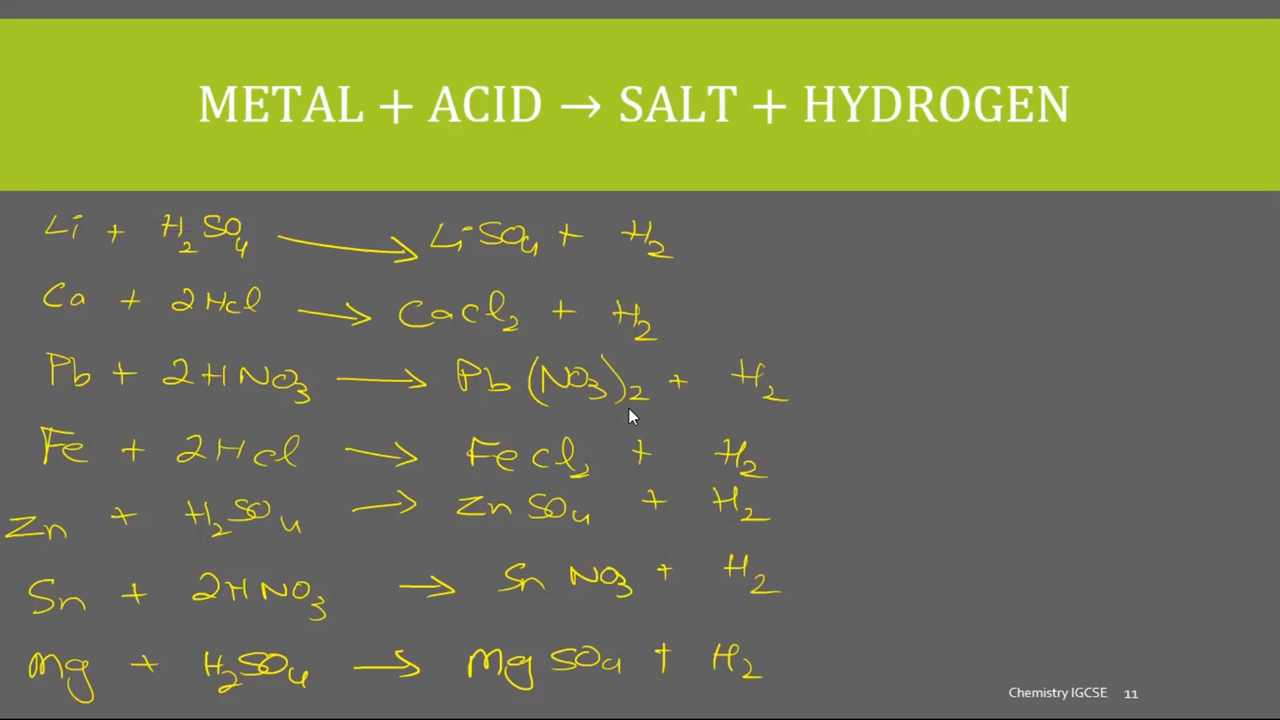 METAL + ACID → SALT + HYDROGEN
Li + H₂SO₄ → LiSO₄ + H₂
Ca + 2HCl → CaCl₂ + H₂
Pb + 2HNO₃ → Pb(NO₃)₂ + H₂
Fe + 2HCl → FeCl₂ + H₂
Zn + H₂SO₄ → ZnSO₄ + H₂
Sn + 2HNO₃ → SnNO₃ + H₂
Mg + H₂SO₄ → MgSO₄ + H₂
Chemistry IGCSE 11